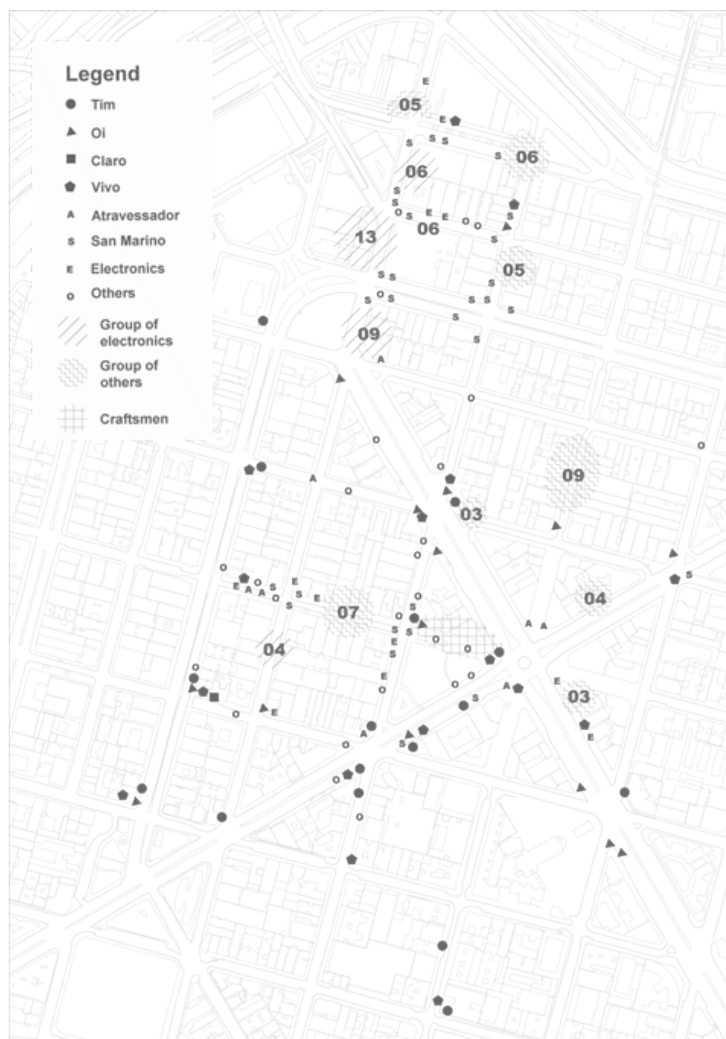 Legend
Tim
Oi
Claro
Vivo
A Atravessador
S San Marino
E Electronics
O Others
Group of
electronics
Group of
others
Craftsmen
E
05
E
S S S
06
S
06
S
S
O S E E O O
S
13
06
S
05
S S
S
S O S
S S
S
S
09
S
A
O
O
O
O
09
A
O
03
O
O
O
S
E A A O S E S S E
O
07
O
S
04
A A
S S
O
E
S
O
04
O
E
O
O
O
S
A
E
03
O
E
A
E
O
S
O
O